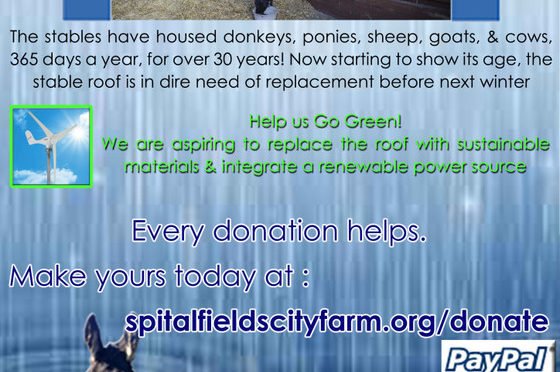 The stables have housed donkeys, ponies, sheep, goats, & cows,
365 days a year, for over 30 years! Now starting to show its age, the
stable roof is in dire need of replacement before next winter
Help us Go Green!
We are aspiring to replace the roof with sustainable
materials & integrate a renewable power source
Every donation helps.
Make yours today at :
spitalfieldscityfarm.org/donate
PayPal